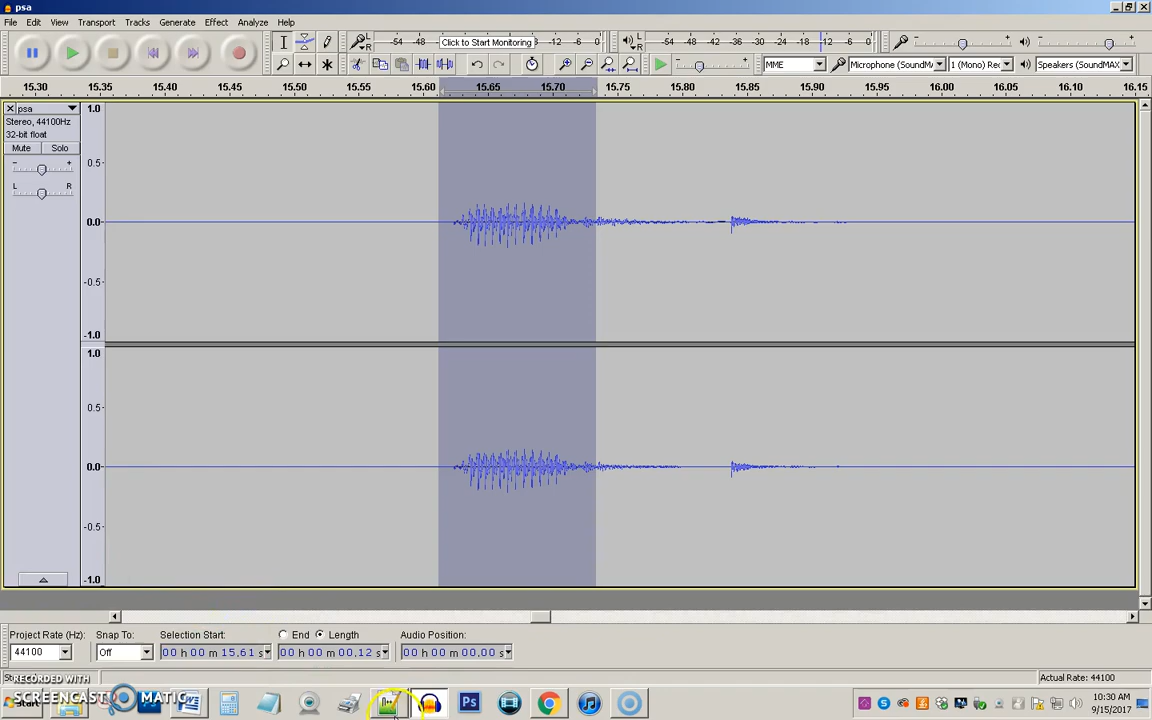 psa
File Edit View Transport Tracks Generate Effect Analyze Help
L R -54 -48 Click to Start Monitoring -12 -6 0 L R -54 -48 -42 -36 -30 -24 -18 -12 -6 0
MME Microphone (SoundMA 1 (Mono) Rec Speakers (SoundMAX
15.30 15.35 15.40 15.45 15.50 15.55 15.60 15.65 15.70 15.75 15.80 15.85 15.90 15.95 16.00 16.05 16.10 16.15
psa
Stereo, 44100Hz
32-bit float
Mute Solo
- +
L R
1.0
0.5
0.0
-0.5
-1.0
1.0
0.5
0.0
-0.5
-1.0
Project Rate (Hz): Snap To: Selection Start: End Length Audio Position:
44100 Off 00 h 00 m 15,61 s 00 h 00 m 00,12 s 00 h 00 m 00,00 s
Actual Rate: 44100
RECORDED WITH
SCREENCAST MATIC
Start
10:30 AM
9/15/2017